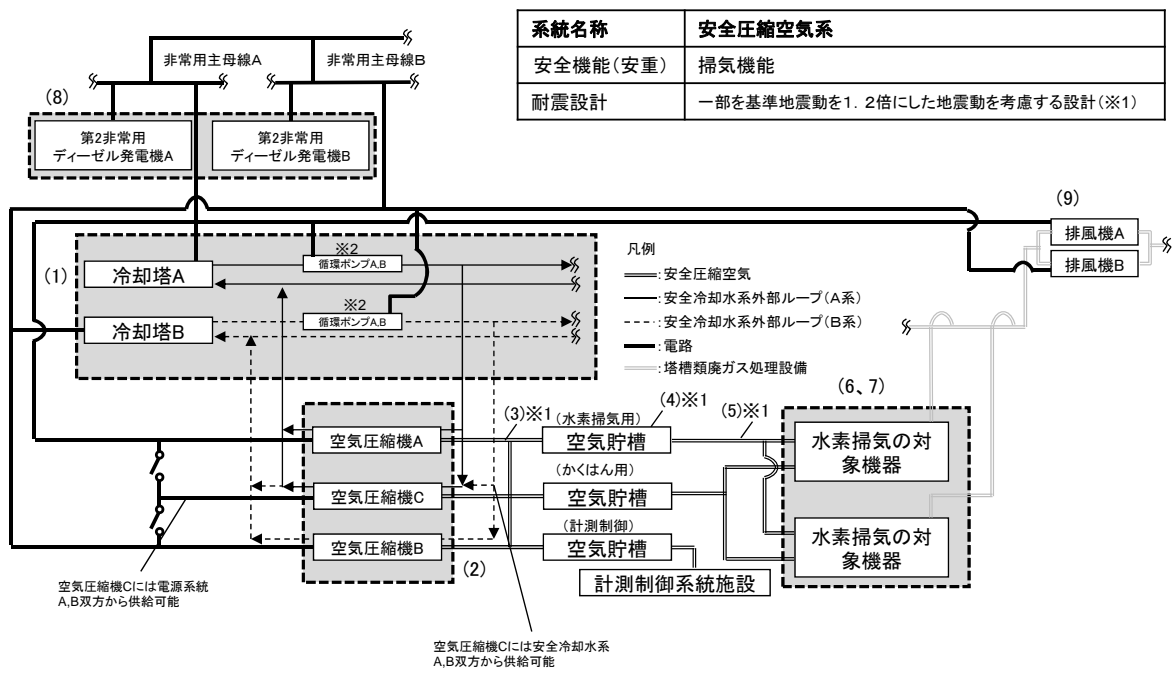 系統名称 安全圧縮空気系
安全機能(安重) 掃気機能
耐震設計 一部を基準地震動を1.2倍にした地震動を考慮する設計(※1)
非常用主母線A 非常用主母線B
(8)
第2非常用
ディーゼル発電機A
第2非常用
ディーゼル発電機B
(9)
排風機A
排風機B
(1)
冷却塔A
※2
循環ポンプA,B
冷却塔B
※2
循環ポンプA,B
凡例
:安全圧縮空気
:安全冷却水系外部ループ(A系)
:安全冷却水系外部ループ(B系)
:電路
:塔槽類廃ガス処理設備
(6、7)
(3)※1
(水素掃気用)
(4)※1
(5)※1
空気圧縮機A
空気貯槽
水素掃気の対
象機器
(かくはん用)
空気圧縮機C
空気貯槽
(計測制御)
空気圧縮機B
空気貯槽
水素掃気の対
象機器
(2)
計測制御系統施設
空気圧縮機Cには電源系統
A,B双方から供給可能
空気圧縮機Cには安全冷却水系
A,B双方から供給可能